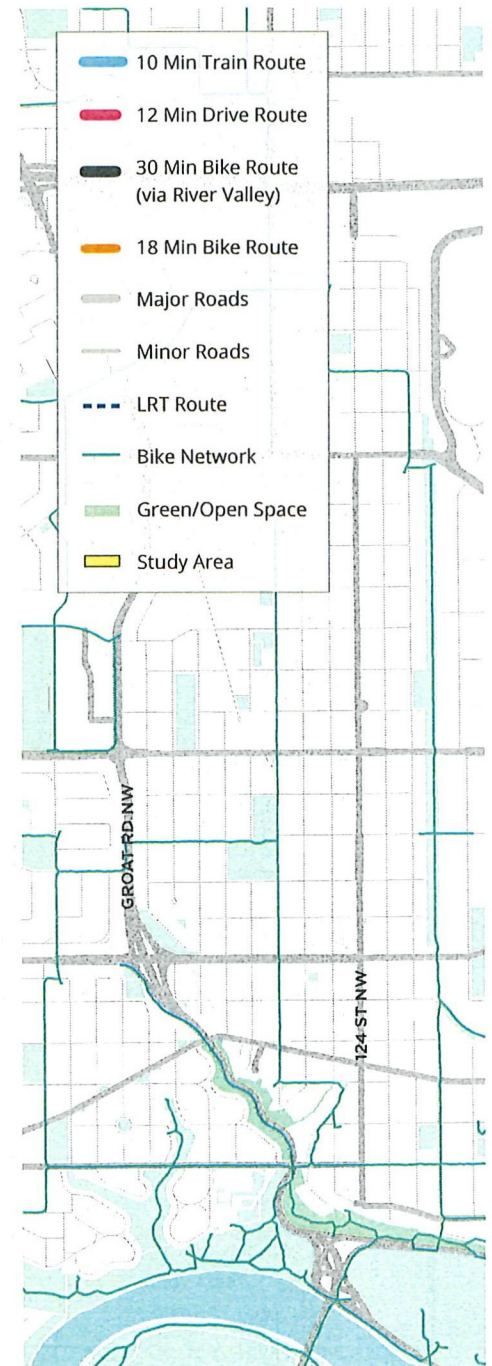 10 Min Train Route
12 Min Drive Route
30 Min Bike Route
(via River Valley)
18 Min Bike Route
Major Roads
Minor Roads
LRT Route
Bike Network
Green/Open Space
Study Area
GROAT RD NW
124 ST NW